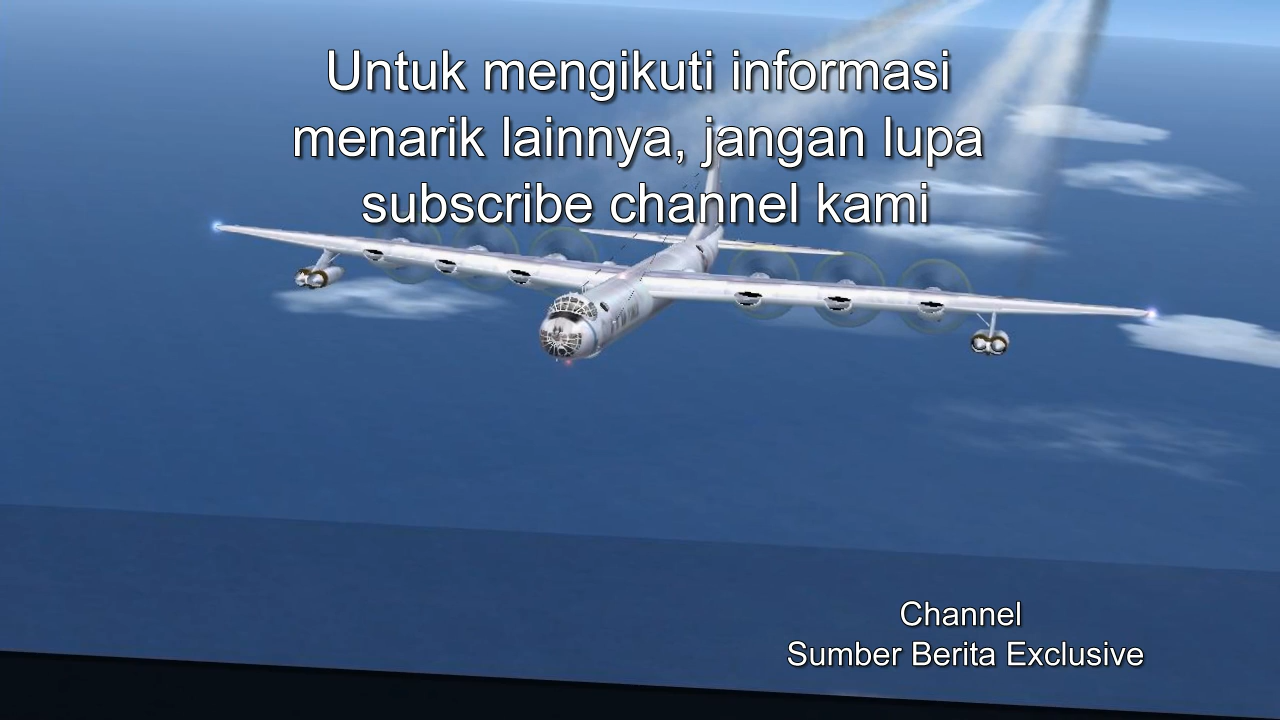 Untuk mengikuti informasi
menarik lainnya, jangan lupa
subscribe channel kami
Channel
Sumber Berita Exclusive